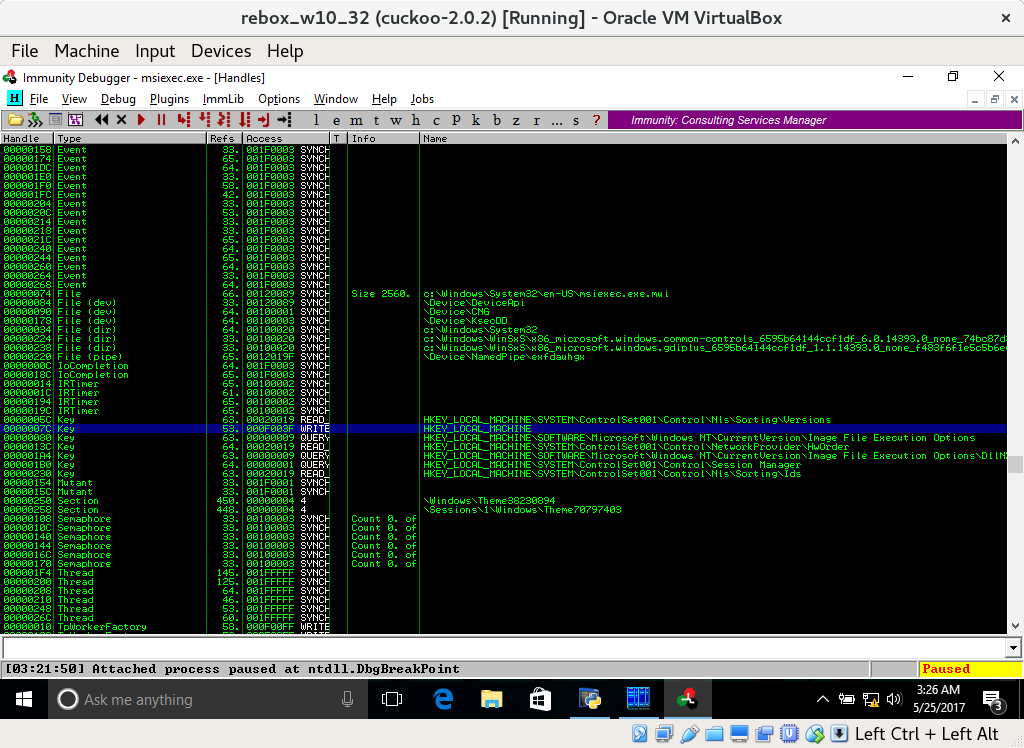 rebox_w10_32 (cuckoo-2.0.2) [Running] - Oracle VM VirtualBox
File Machine Input Devices Help
Immunity Debugger - msiexec.exe - [Handles]
H File View Debug Plugins ImmLib Options Window Help Jobs
l e m t w h c P k b z r ... s ? Immunity: Consulting Services Manager
Handle Type Refs Access T Info Name
00000158 Event 33. 001F0003 SYNCH
00000174 Event 65. 001F0003 SYNCH
000001DC Event 64. 001F0003 SYNCH
000001E0 Event 33. 001F0003 SYNCH
000001F0 Event 58. 001F0003 SYNCH
000001FC Event 42. 001F0003 SYNCH
00000204 Event 33. 001F0003 SYNCH
0000020C Event 53. 001F0003 SYNCH
00000214 Event 33. 001F0003 SYNCH
00000218 Event 33. 001F0003 SYNCH
0000021C Event 65. 001F0003 SYNCH
00000240 Event 64. 001F0003 SYNCH
00000244 Event 65. 001F0003 SYNCH
00000260 Event 64. 001F0003 SYNCH
00000264 Event 33. 001F0003 SYNCH
00000268 Event 64. 001F0003 SYNCH
00000074 File 66. 00120089 SYNCH Size 2560. c:\Windows\System32\en-US\msiexec.exe.mui
00000084 File (dev) 33. 00120089 SYNCH \Device\DeviceApi
00000090 File (dev) 64. 00100001 SYNCH \Device\CNG
00000178 File (dev) 33. 00100003 SYNCH \Device\KsecDD
00000034 File (dir) 64. 00100020 SYNCH c:\Windows\System32
00000224 File (dir) 33. 00100020 SYNCH c:\Windows\WinSxS\x86_microsoft.windows.common-controls_6595b64144ccf1df_6.0.14393.0_none_74bc87d3
00000230 File (dir) 33. 00100020 SYNCH c:\Windows\WinSxS\x86_microsoft.windows.gdiplus_6595b64144ccf1df_1.1.14393.0_none_f483f6f1e5c5b6e
00000220 File (pipe) 65. 0012019F SYNCH \Device\NamedPipe\exfdauhgx
0000000C IoCompletion 64. 001F0003 SYNCH
0000018C IoCompletion 65. 001F0003 SYNCH
00000014 IRTimer 65. 00100002 SYNCH
0000001C IRTimer 61. 00100002 SYNCH
00000194 IRTimer 65. 00100002 SYNCH
0000019C IRTimer 65. 00100002 SYNCH
0000005C Key 63. 00020019 READ_ HKEY_LOCAL_MACHINE\SYSTEM\ControlSet001\Control\Nls\Sorting\Versions
0000007C Key 53. 000F003F WRITE HKEY_LOCAL_MACHINE
00000080 Key 63. 00000009 QUERY HKEY_LOCAL_MACHINE\SOFTWARE\Microsoft\Windows NT\CurrentVersion\Image File Execution Options
0000013C Key 64. 00020019 READ_ HKEY_LOCAL_MACHINE\SYSTEM\ControlSet001\Control\NetworkProvider\HwOrder
000001A4 Key 63. 00000009 QUERY HKEY_LOCAL_MACHINE\SOFTWARE\Microsoft\Windows NT\CurrentVersion\Image File Execution Options\DllN
000001B0 Key 64. 00000001 QUERY HKEY_LOCAL_MACHINE\SYSTEM\ControlSet001\Control\Session Manager
00000230 Key 63. 00020019 READ_ HKEY_LOCAL_MACHINE\SYSTEM\ControlSet001\Control\Nls\Sorting\Ids
00000154 Mutant 33. 001F0001 SYNCH
0000015C Mutant 33. 001F0001 SYNCH
00000250 Section 450. 00000004 4 \Windows\Theme38230894
00000258 Section 448. 00000004 4 \Sessions\1\Windows\Theme70797403
00000108 Semaphore 33. 00100003 SYNCH Count 0. of
0000010C Semaphore 33. 00100003 SYNCH Count 0. of
00000140 Semaphore 33. 00100003 SYNCH Count 0. of
00000144 Semaphore 33. 00100003 SYNCH Count 0. of
0000016C Semaphore 33. 00100003 SYNCH Count 0. of
00000170 Semaphore 33. 00100003 SYNCH Count 0. of
000001F4 Thread 145. 001FFFFF SYNCH
00000200 Thread 125. 001FFFFF SYNCH
00000208 Thread 64. 001FFFFF SYNCH
00000210 Thread 46. 001FFFFF SYNCH
00000248 Thread 53. 001FFFFF SYNCH
0000026C Thread 60. 001FFFFF SYNCH
00000010 TpWorkerFactory 58. 000F00FF WRITE
[03:21:50] Attached process paused at ntdll.DbgBreakPoint Paused
Ask me anything
3:26 AM
5/25/2017
3
Left Ctrl + Left Alt